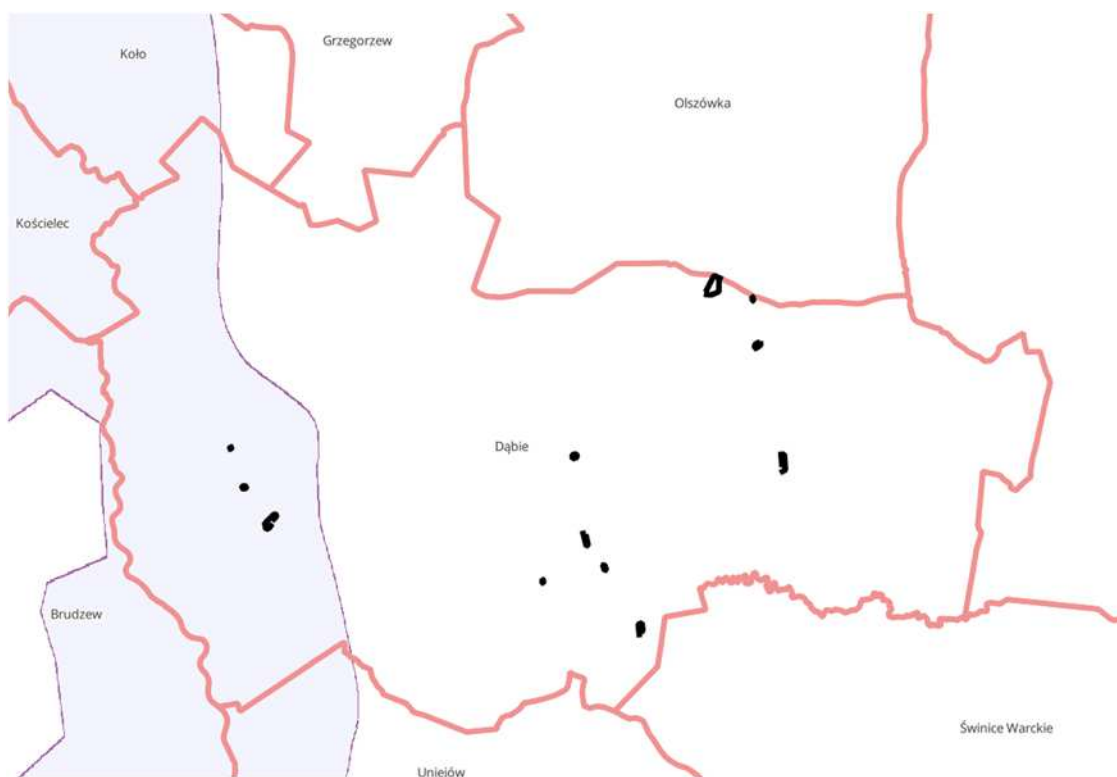 Grzegorzew
Koło
Olszówka
Kościelec
Dąbie
Brudzew
Świnice Warckie
Uniejów